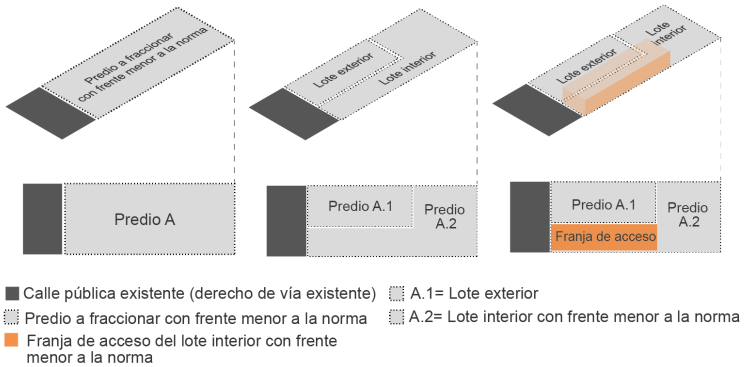 Predio a fraccionar
con frente menor a la norma
Lote exterior
Lote interior
Lote
interior
Lote exterior
Predio A
Predio A.1
Predio
A.2
Predio A.1
Franja de acceso
Predio
A.2
Calle pública existente (derecho de vía existente)
Predio a fraccionar con frente menor a la norma
Franja de acceso del lote interior con frente
menor a la norma
A.1= Lote exterior
A.2= Lote interior con frente menor a la norma